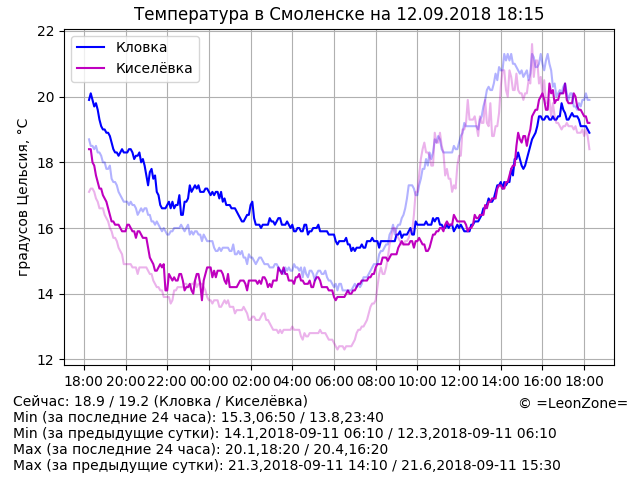 Температура в Смоленске на 12.09.2018 18:15
Кловка
Киселёвка
градусов Цельсия, °C
22
20
18
16
14
12
18:00 20:00 22:00 00:00 02:00 04:00 06:00 08:00 10:00 12:00 14:00 16:00 18:00
Сейчас: 18.9 / 19.2 (Кловка / Киселёвка)
© =LeonZone=
Min (за последние 24 часа): 15.3,06:50 / 13.8,23:40
Min (за предыдущие сутки): 14.1,2018-09-11 06:10 / 12.3,2018-09-11 06:10
Max (за последние 24 часа): 20.1,18:20 / 20.4,16:20
Max (за предыдущие сутки): 21.3,2018-09-11 14:10 / 21.6,2018-09-11 15:30